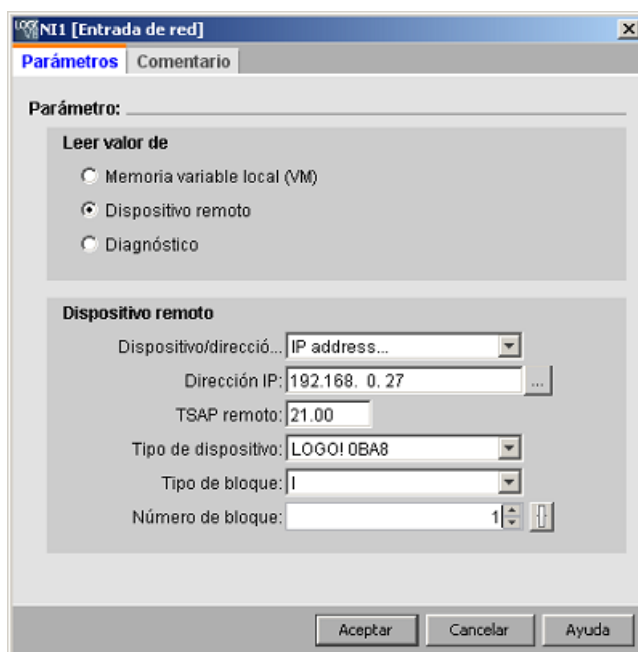 LOGO NI1 [Entrada de red]
Parámetros Comentario
Parámetro:
Leer valor de
Memoria variable local (VM)
Dispositivo remoto
Diagnóstico
Dispositivo remoto
Dispositivo/direcció... IP address...
Dirección IP: 192.168. 0. 27 ...
TSAP remoto: 21.00
Tipo de dispositivo: LOGO! 0BA8
Tipo de bloque: I
Número de bloque: 1
Aceptar Cancelar Ayuda